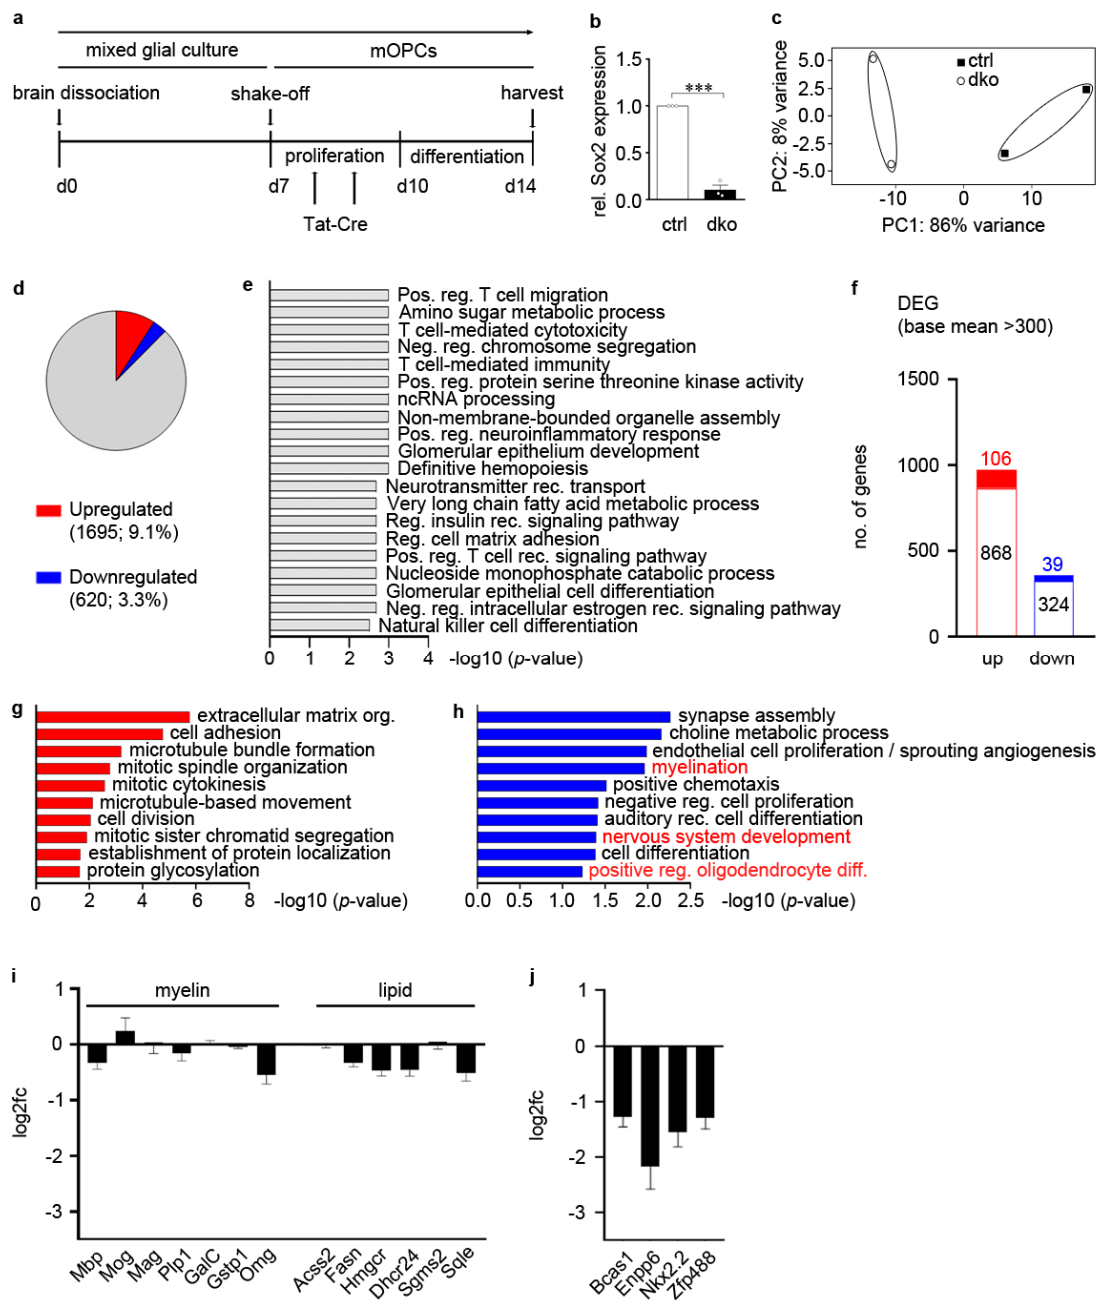 a
mixed glial culture
mOPCs
brain dissociation
shake-off
harvest
proliferation
differentiation
d0
d7
d10
d14
Tat-Cre
b
rel. Sox2 expression
1.5
1.0
0.5
0.0
***
ctrl
dko
c
PC2: 8% variance
5.0
2.5
0.0
-2.5
-5.0
ctrl
dko
-10
0
10
PC1: 86% variance
d
Upregulated
(1695; 9.1%)
Downregulated
(620; 3.3%)
e
Pos. reg. T cell migration
Amino sugar metabolic process
T cell-mediated cytotoxicity
Neg. reg. chromosome segregation
T cell-mediated immunity
Pos. reg. protein serine threonine kinase activity
ncRNA processing
Non-membrane-bounded organelle assembly
Pos. reg. neuroinflammatory response
Glomerular epithelium development
Definitive hemopoiesis
Neurotransmitter rec. transport
Very long chain fatty acid metabolic process
Reg. insulin rec. signaling pathway
Reg. cell matrix adhesion
Pos. reg. T cell rec. signaling pathway
Nucleoside monophosphate catabolic process
Glomerular epithelial cell differentiation
Neg. reg. intracellular estrogen rec. signaling pathway
Natural killer cell differentiation
0 1 2 3 4 -log10 (p-value)
f
DEG
(base mean >300)
no. of genes
1500
1000
500
0
106
868
39
324
up
down
g
extracellular matrix org.
cell adhesion
microtubule bundle formation
mitotic spindle organization
mitotic cytokinesis
microtubule-based movement
cell division
mitotic sister chromatid segregation
establishment of protein localization
protein glycosylation
0 2 4 6 8 -log10 (p-value)
h
synapse assembly
choline metabolic process
endothelial cell proliferation / sprouting angiogenesis
myelination
positive chemotaxis
negative reg. cell proliferation
auditory rec. cell differentiation
nervous system development
cell differentiation
positive reg. oligodendrocyte diff.
0.0 0.5 1.0 1.5 2.0 2.5 -log10 (p-value)
i
myelin
lipid
log2fc
1
0
-1
-2
-3
Mbp
Mog
Mag
Plp1
GalC
Gstp1
Omg
Acss2
Fasn
Hmgcr
Dhcr24
Sgms2
Sqle
j
log2fc
1
0
-1
-2
-3
Bcas1
Enpp6
Nkx2.2
Zfp488